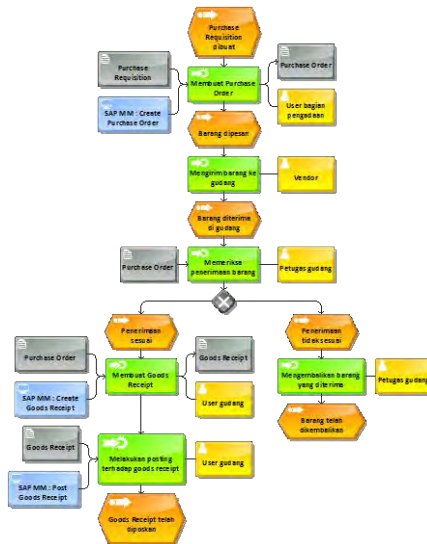 Purchase
Requisition
dibuat
Purchase
Requisition
Purchase Order
Membuat Purchase
Order
SAP MM : Create
Purchase Order
User bagian
pengadaan
Barang dipesan
Mengirim barang ke
gudang
Vendor
Barang diterima
di gudang
Purchase Order
Memeriksa
penerimaan barang
Petugas gudang
Penerimaan
sesuai
Penerimaan
tidak sesuai
Purchase Order
Membuat Goods
Receipt
Goods Receipt
SAP MM : Create
Goods Receipt
User gudang
Mengembalikan barang
yang diterima
Petugas gudang
Barang telah
dikembalikan
Goods Receipt
Melakukan posting
terhadap goods receipt
User gudang
SAP MM : Post
Goods Receipt
Goods Receipt telah
diposkan